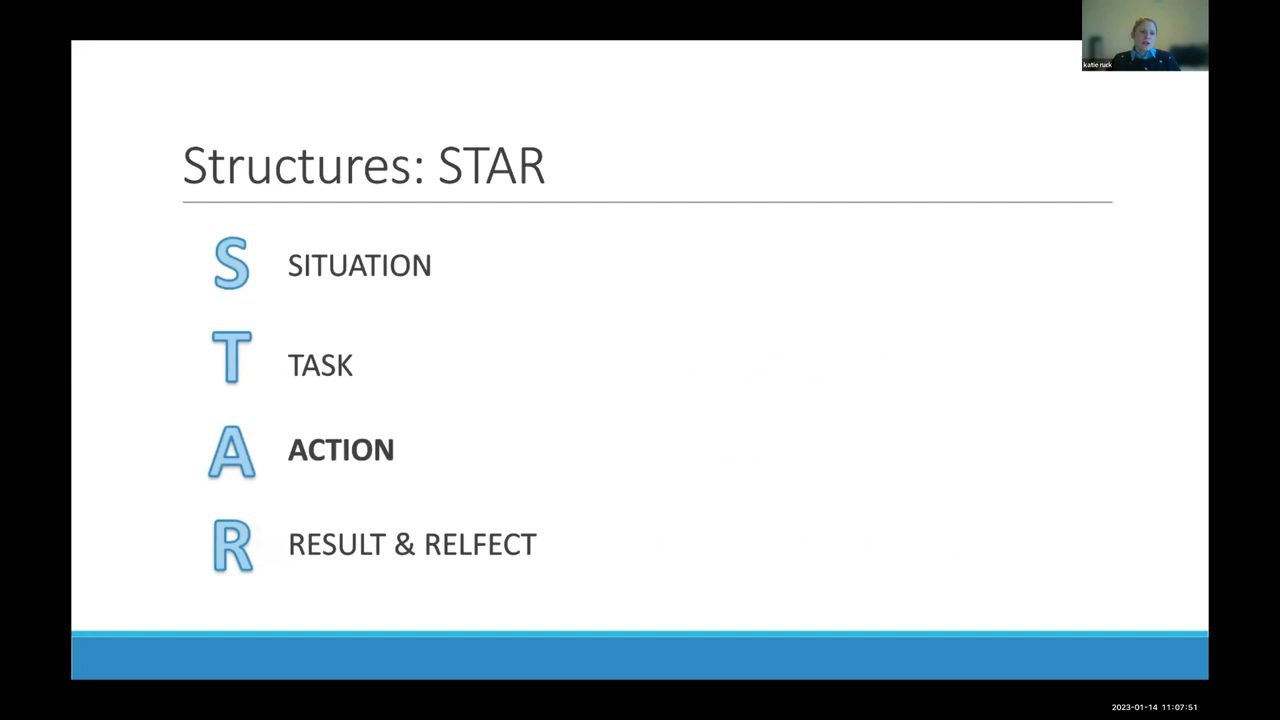 katie ruck
Structures: STAR
S SITUATION
T TASK
A ACTION
R RESULT & RELFECT
2023-01-14 11:07:51